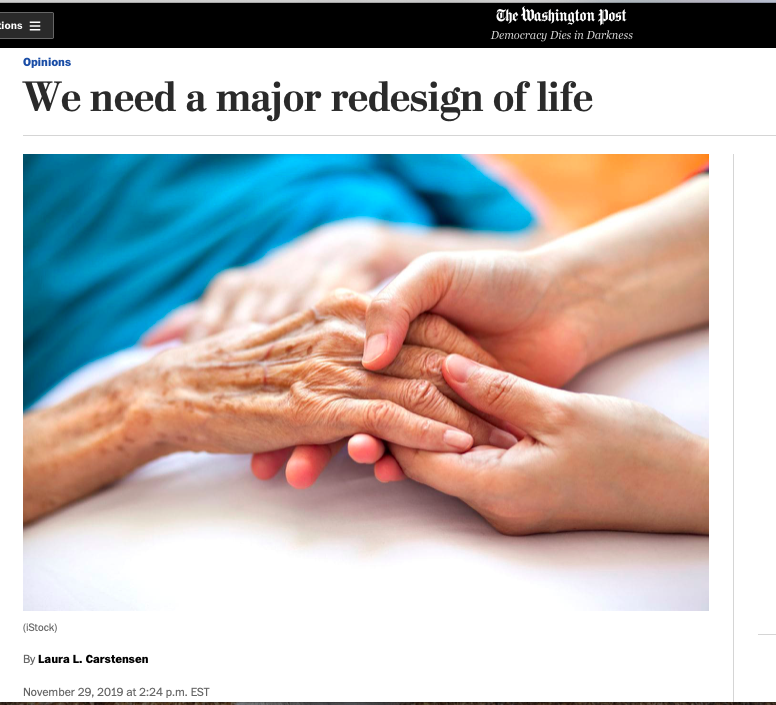 tions
The Washington Post
Democracy Dies in Darkness
Opinions
We need a major redesign of life
(iStock)
By Laura L. Carstensen
November 29, 2019 at 2:24 p.m. EST